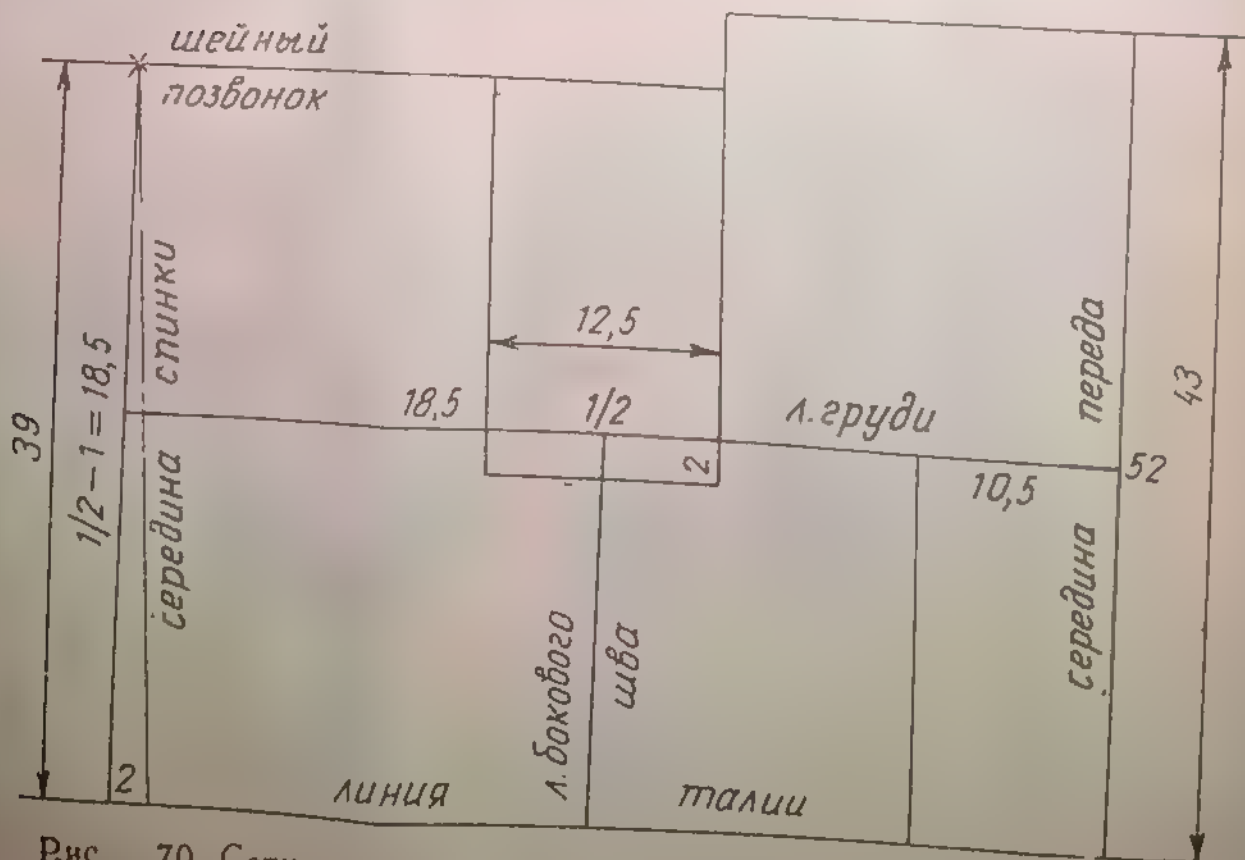 шейный
позвонок
39
1/2−1=18,5
середина спинки
12,5
18,5
1/2
л.груди
2
10,5
52
середина переда
43
л.бокового
шва
2
линия талии
Рис. 70.